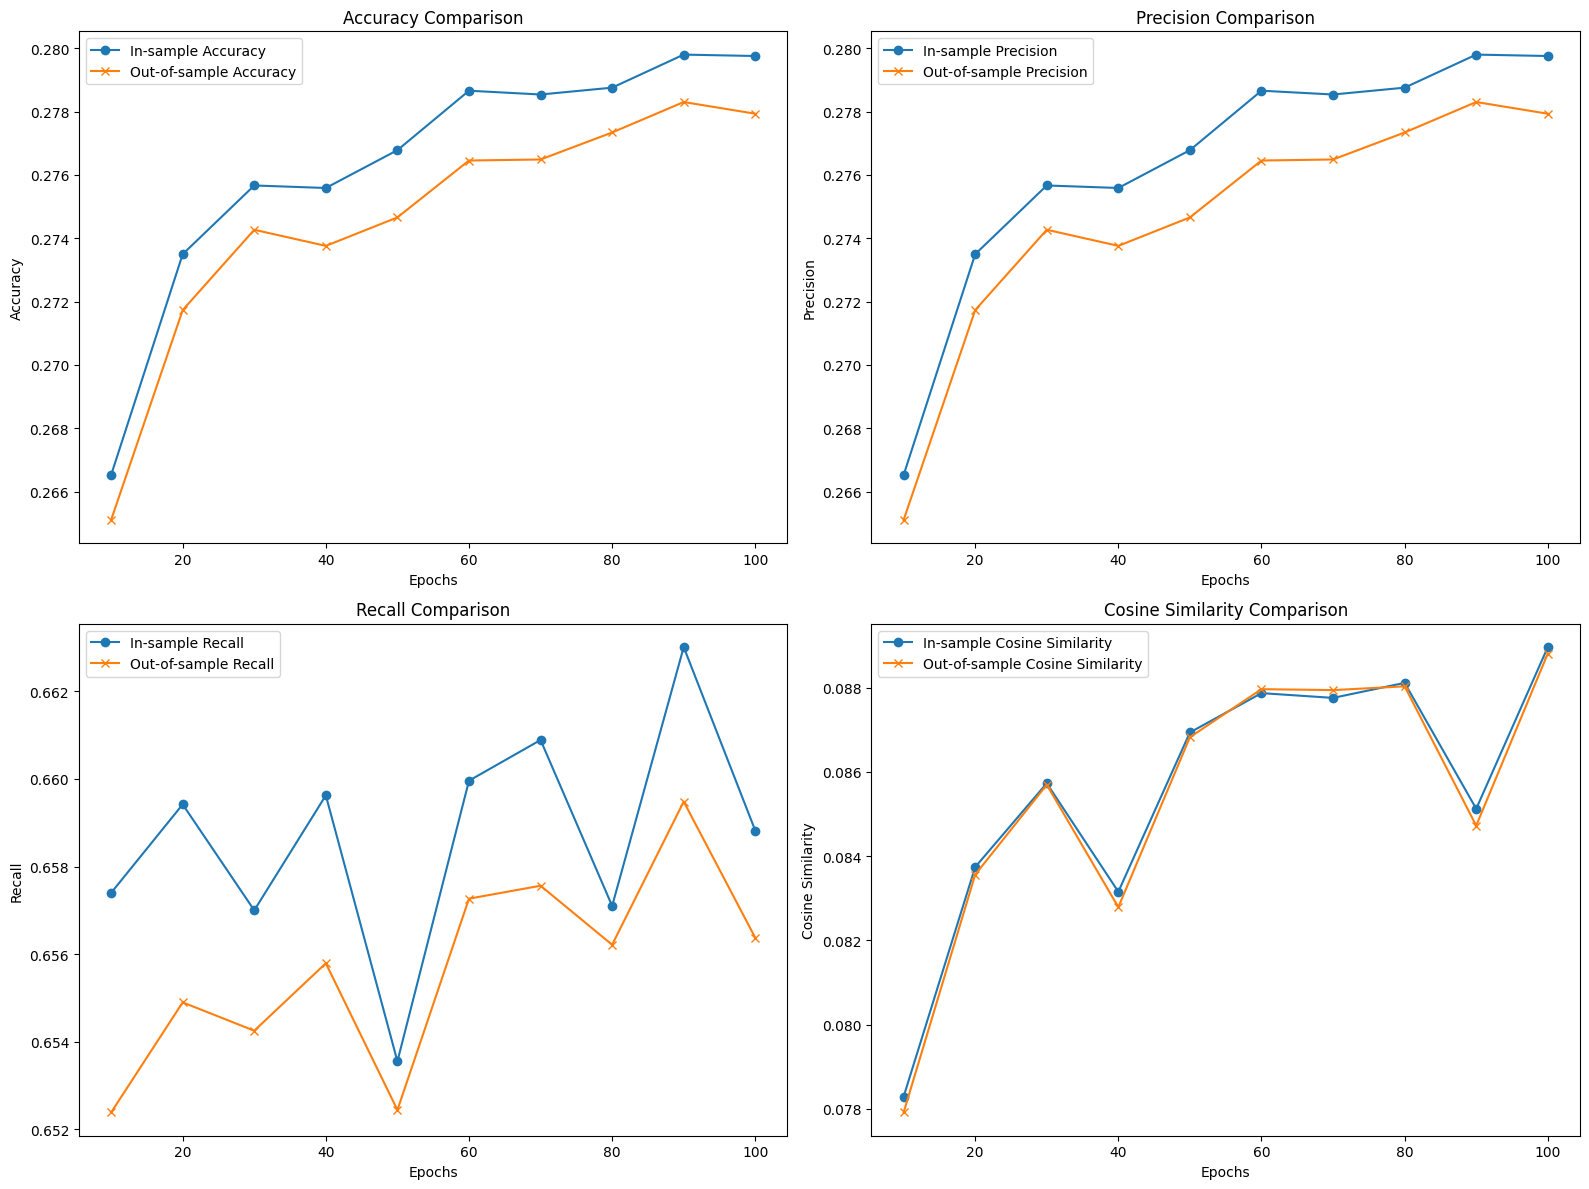 Accuracy Comparison
In-sample Accuracy
Out-of-sample Accuracy
0.280
0.278
0.276
0.274
0.272
0.270
0.268
0.266
Accuracy
20 40 60 80 100
Epochs
Precision Comparison
In-sample Precision
Out-of-sample Precision
0.280
0.278
0.276
0.274
0.272
0.270
0.268
0.266
Precision
20 40 60 80 100
Epochs
Recall Comparison
In-sample Recall
Out-of-sample Recall
0.662
0.660
0.658
0.656
0.654
0.652
Recall
20 40 60 80 100
Epochs
Cosine Similarity Comparison
In-sample Cosine Similarity
Out-of-sample Cosine Similarity
0.088
0.086
0.084
0.082
0.080
0.078
Cosine Similarity
20 40 60 80 100
Epochs